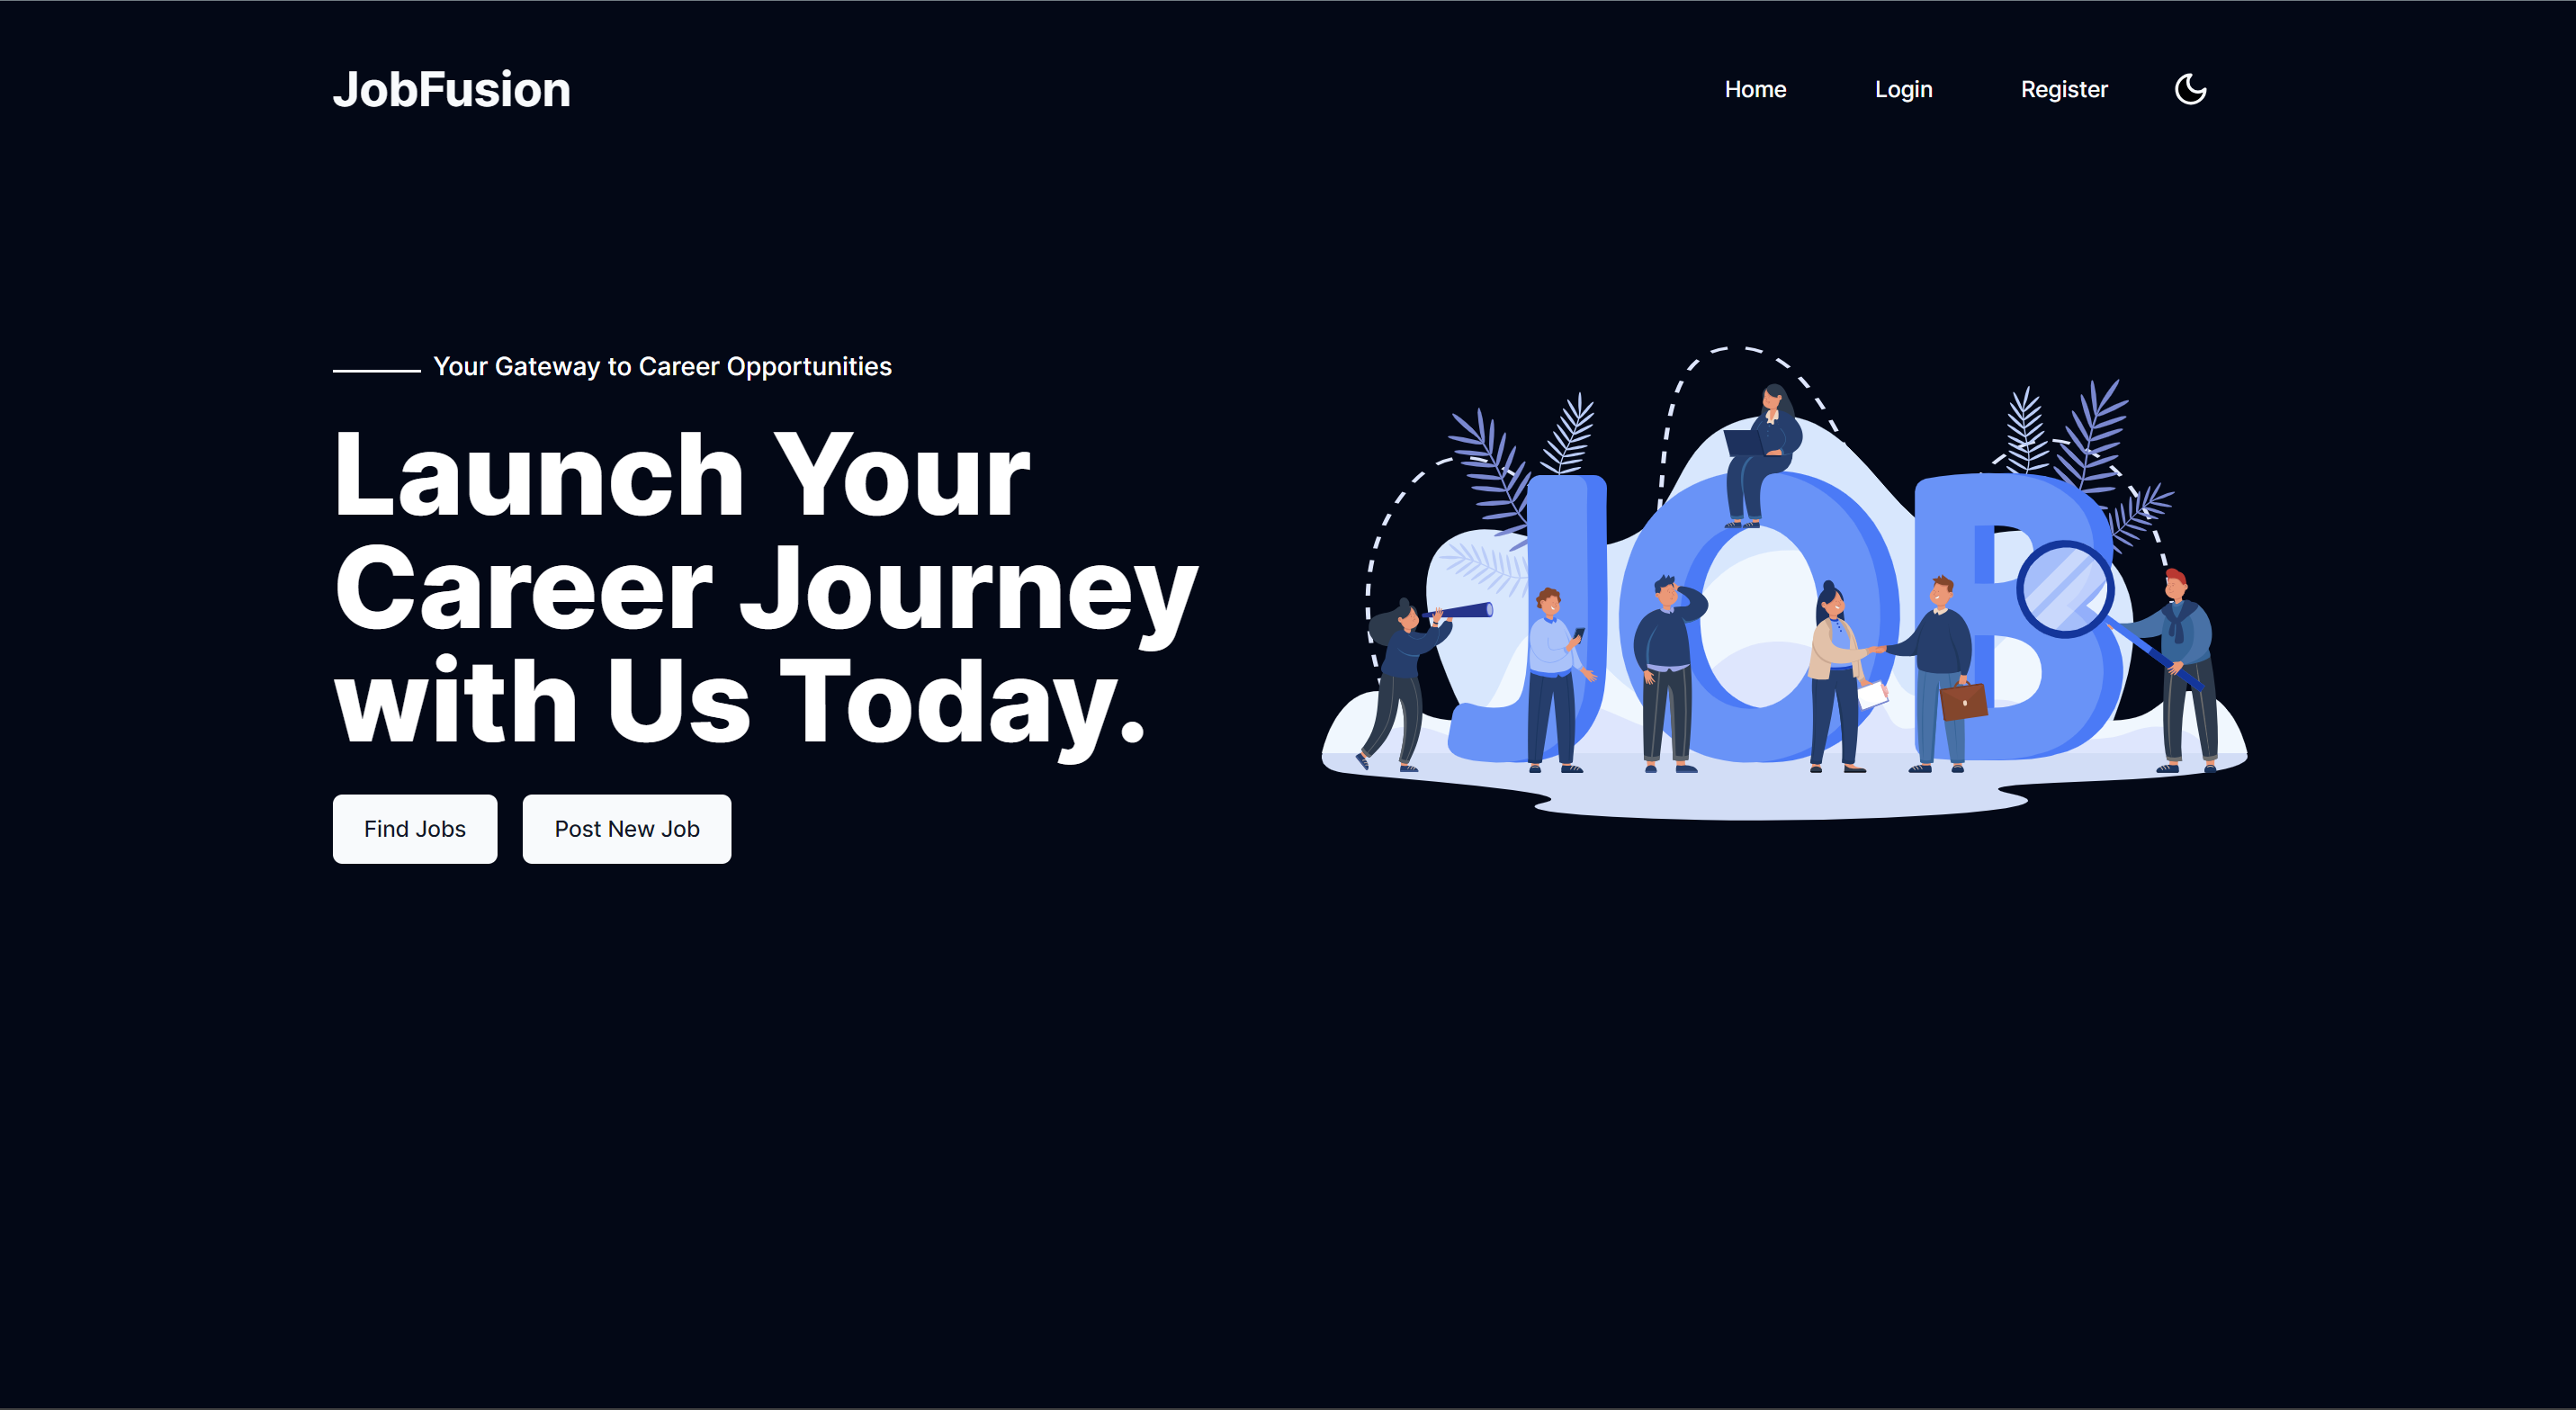 JobFusion
Home
Login
Register
Your Gateway to Career Opportunities
Launch Your
Career Journey
with Us Today.
Find Jobs
Post New Job
JOB